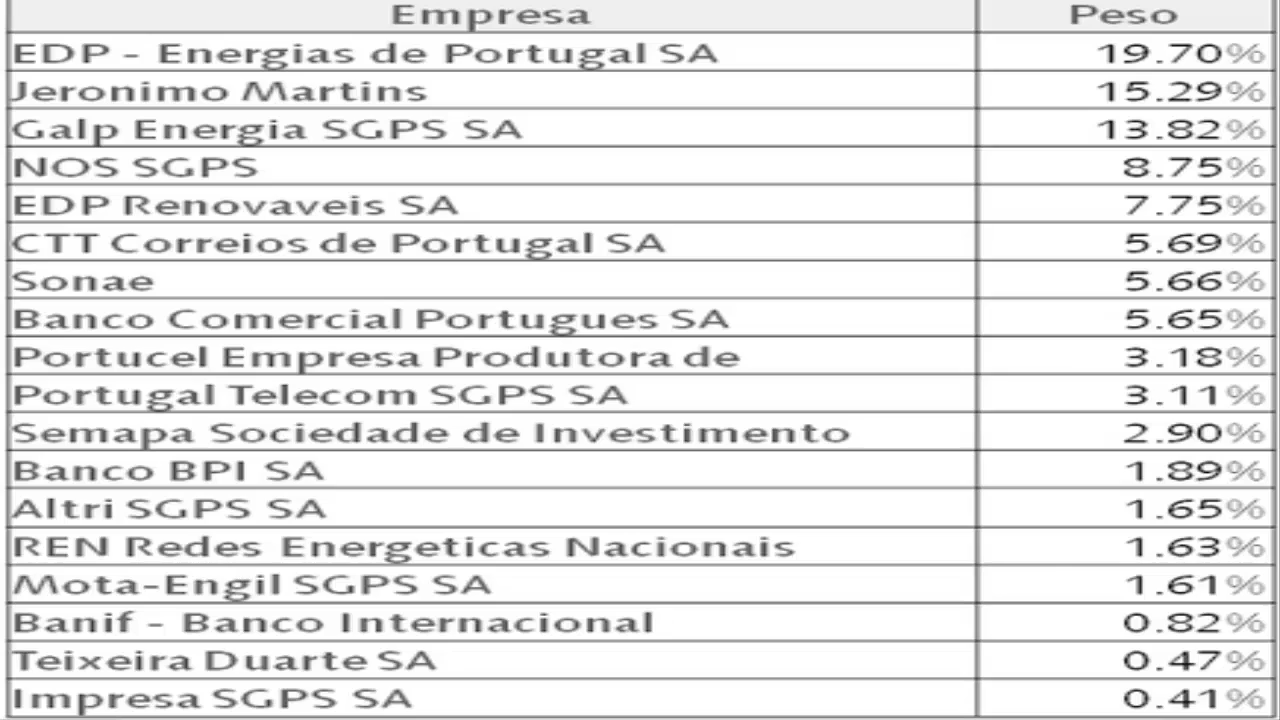 Empresa Peso
EDP - Energias de Portugal SA 19.70%
Jeronimo Martins 15.29%
Galp Energia SGPS SA 13.82%
NOS SGPS 8.75%
EDP Renovaveis SA 7.75%
CTT Correios de Portugal SA 5.69%
Sonae 5.66%
Banco Comercial Portugues SA 5.65%
Portucel Empresa Produtora de 3.18%
Portugal Telecom SGPS SA 3.11%
Semapa Sociedade de Investimento 2.90%
Banco BPI SA 1.89%
Altri SGPS SA 1.65%
REN Redes Energeticas Nacionais 1.63%
Mota-Engil SGPS SA 1.61%
Banif - Banco Internacional 0.82%
Teixeira Duarte SA 0.47%
Impresa SGPS SA 0.41%